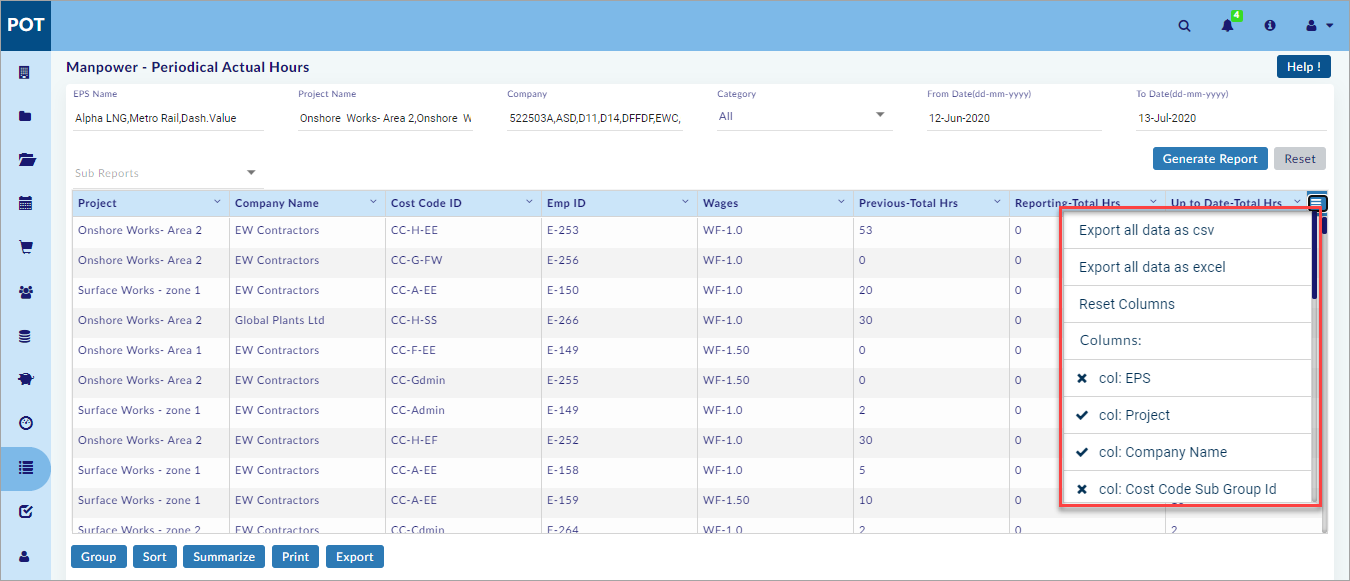 POT
4
Manpower - Periodical Actual Hours
Help !
EPS Name Project Name Company Category From Date(dd-mm-yyyy) To Date(dd-mm-yyyy)
Alpha LNG,Metro Rail,Dash.Value Onshore Works- Area 2,Onshore W 522503A,ASD,D11,D14,DFFDF,EWC, All 12-Jun-2020 13-Jul-2020
Generate Report Reset
Sub Reports
Project Company Name Cost Code ID Emp ID Wages Previous-Total Hrs Reporting-Total Hrs Up to Date-Total Hrs
Onshore Works- Area 2 EW Contractors CC-H-EE E-253 WF-1.0 53 0
Onshore Works- Area 2 EW Contractors CC-G-FW E-256 WF-1.0 0 0
Surface Works - zone 1 EW Contractors CC-A-EE E-150 WF-1.0 20 0
Onshore Works- Area 2 Global Plants Ltd CC-H-SS E-266 WF-1.0 30 0
Onshore Works- Area 1 EW Contractors CC-F-EE E-149 WF-1.50 0 0
Onshore Works- Area 2 EW Contractors CC-Gdmin E-255 WF-1.50 0 0
Surface Works - zone 1 EW Contractors CC-Admin E-149 WF-1.0 2 0
Onshore Works- Area 2 EW Contractors CC-H-EF E-252 WF-1.0 30 0
Surface Works - zone 1 EW Contractors CC-A-EE E-158 WF-1.0 5 0
Surface Works - zone 1 EW Contractors CC-A-EE E-159 WF-1.50 10 0
Surface Works - zone 2 EW Contractors CC-Cdmin E-264 WF-1.0 2 0 2
Export all data as csv
Export all data as excel
Reset Columns
Columns:
col: EPS
col: Project
col: Company Name
col: Cost Code Sub Group Id
Group Sort Summarize Print Export